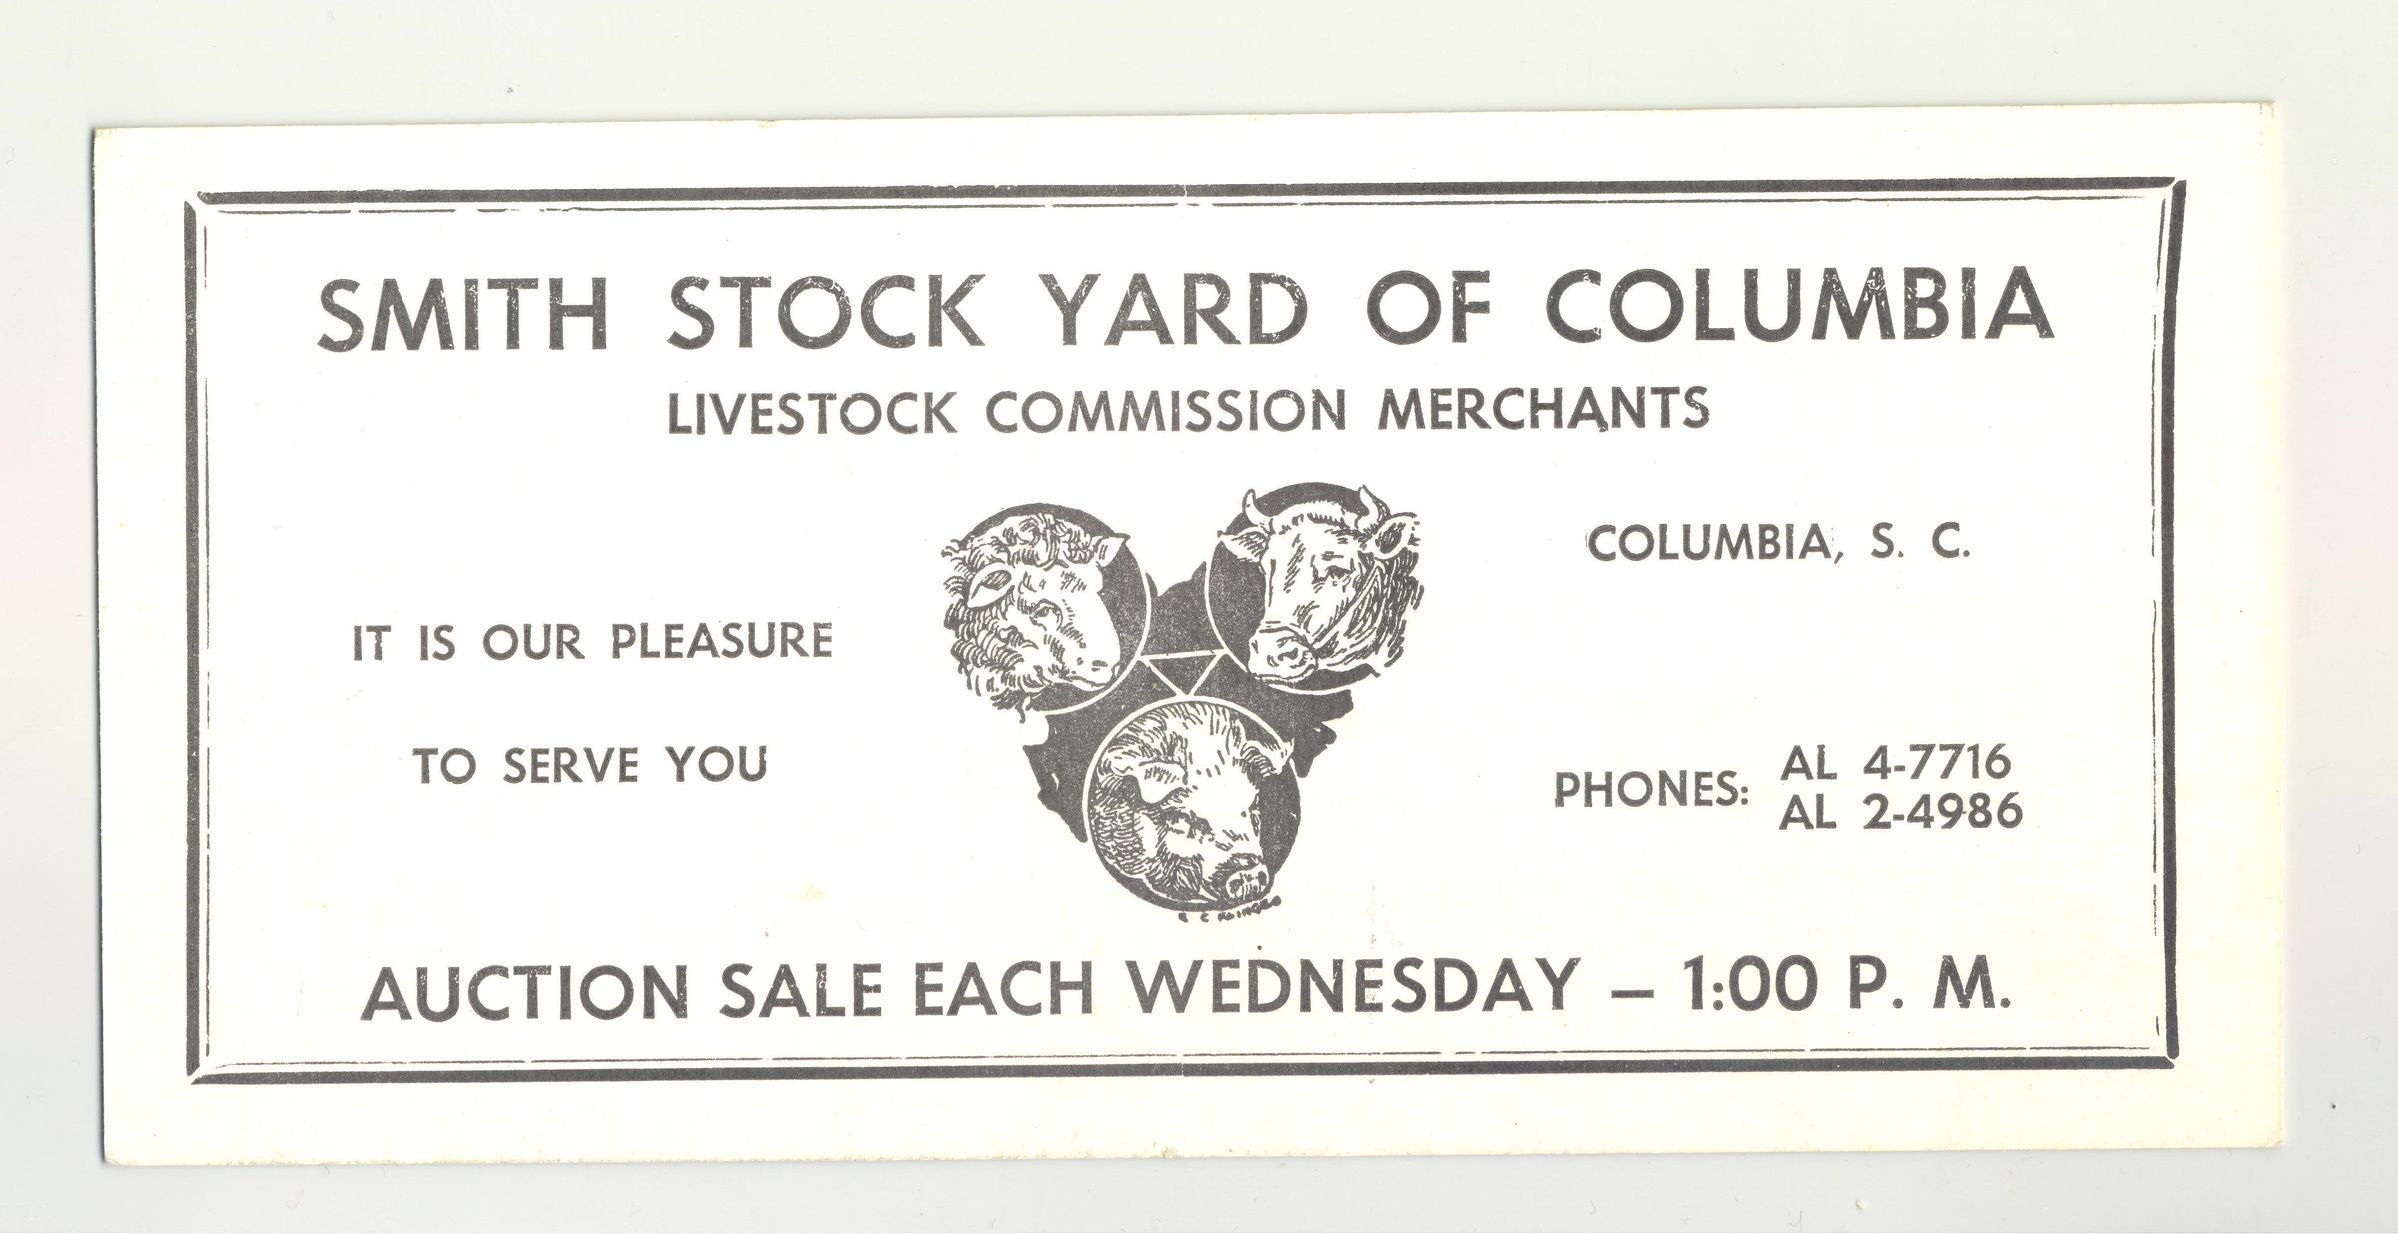 SMITH STOCK YARD OF COLUMBIA
LIVESTOCK COMMISSION MERCHANTS
COLUMBIA, S. C.
IT IS OUR PLEASURE
TO SERVE YOU
PHONES: AL 4-7716
AL 2-4986
AUCTION SALE EACH WEDNESDAY – 1:00 P. M.